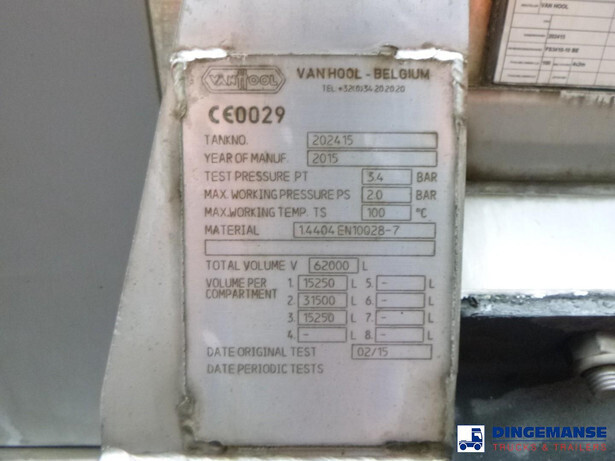 VAN HOOL
VAN HOOL - BELGIUM
TEL +32(0)3/4.20.20.20
CE0029
TANKNO. 202415
YEAR OF MANUF. 2015
TEST PRESSURE PT 3.4 BAR
MAX. WORKING PRESSURE PS 2.0 BAR
MAX.WORKING TEMP. TS 100 °C
MATERIAL 1.4404 EN10028-7
TOTAL VOLUME V 62000 L
VOLUME PER COMPARTMENT
1. 15250 L 5. - L
2. 31500 L 6. - L
3. 15250 L 7. - L
4. - L 8. - L
DATE ORIGINAL TEST 02/15
DATE PERIODIC TESTS
VAN HOOL
DINGEMANSE
TRUCKS & TRAILERS